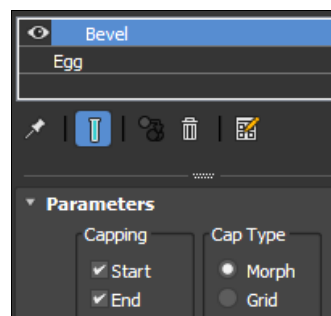 Bevel
Egg
Parameters
Capping Cap Type
Start Morph
End Grid